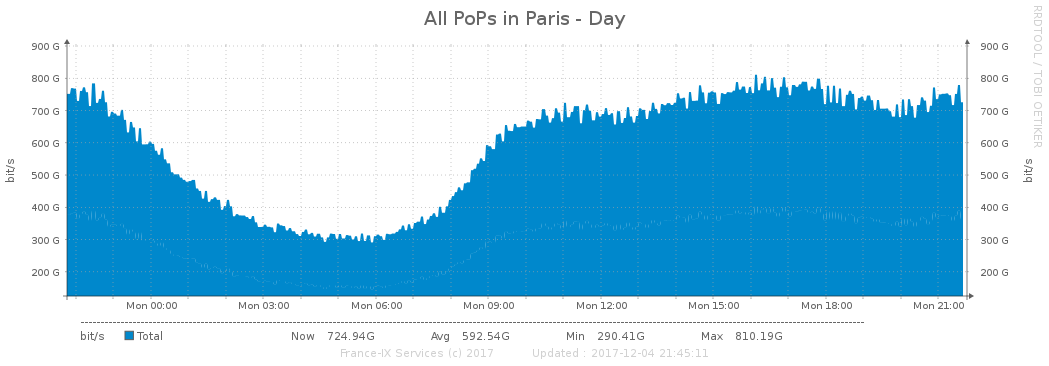 All PoPs in Paris - Day
RRDTOOL / TOBI OETIKER
900 G 900 G
800 G 800 G
700 G 700 G
600 G 600 G
500 G 500 G
400 G 400 G
300 G 300 G
200 G 200 G
bit/s bit/s
Mon 00:00 Mon 03:00 Mon 06:00 Mon 09:00 Mon 12:00 Mon 15:00 Mon 18:00 Mon 21:00
bit/s Total Now 724.94G Avg 592.54G Min 290.41G Max 810.19G
France-IX Services (c) 2017 Updated : 2017-12-04 21:45:11